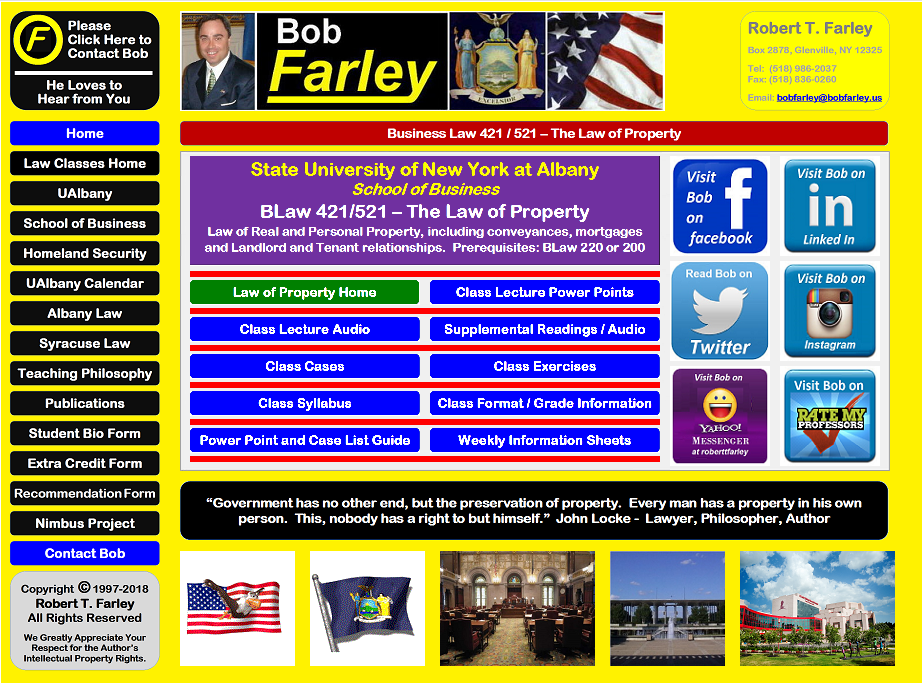 Please
Click Here to
Contact Bob
He Loves to
Hear from You
Bob
Farley
EXCELSIOR
Robert T. Farley
Box 2878, Glenville, NY 12325
Tel: (518) 986-2037
Fax: (518) 836-0260
Email: bobfarley@bobfarley.us
Home
Law Classes Home
UAlbany
School of Business
Homeland Security
UAlbany Calendar
Albany Law
Syracuse Law
Teaching Philosophy
Publications
Student Bio Form
Extra Credit Form
Recommendation Form
Nimbus Project
Contact Bob
Copyright © 1997-2018
Robert T. Farley
All Rights Reserved
We Greatly Appreciate Your
Respect for the Author's
Intellectual Property Rights.
Business Law 421 / 521 – The Law of Property
State University of New York at Albany
School of Business
BLaw 421/521 – The Law of Property
Law of Real and Personal Property, including conveyances, mortgages
and Landlord and Tenant relationships. Prerequisites: BLaw 220 or 200
Law of Property Home
Class Lecture Power Points
Class Lecture Audio
Supplemental Readings / Audio
Class Cases
Class Exercises
Class Syllabus
Class Format / Grade Information
Power Point and Case List Guide
Weekly Information Sheets
Visit
Bob
on
facebook
Visit Bob on
in
Linked In
Read Bob on
Twitter
Visit Bob on
Instagram
Visit Bob on
YAHOO!
MESSENGER
at roberttfarley
Visit Bob on
RATE MY
PROFESSORS
“Government has no other end, but the preservation of property. Every man has a property in his own
person. This, nobody has a right to but himself.” John Locke - Lawyer, Philosopher, Author